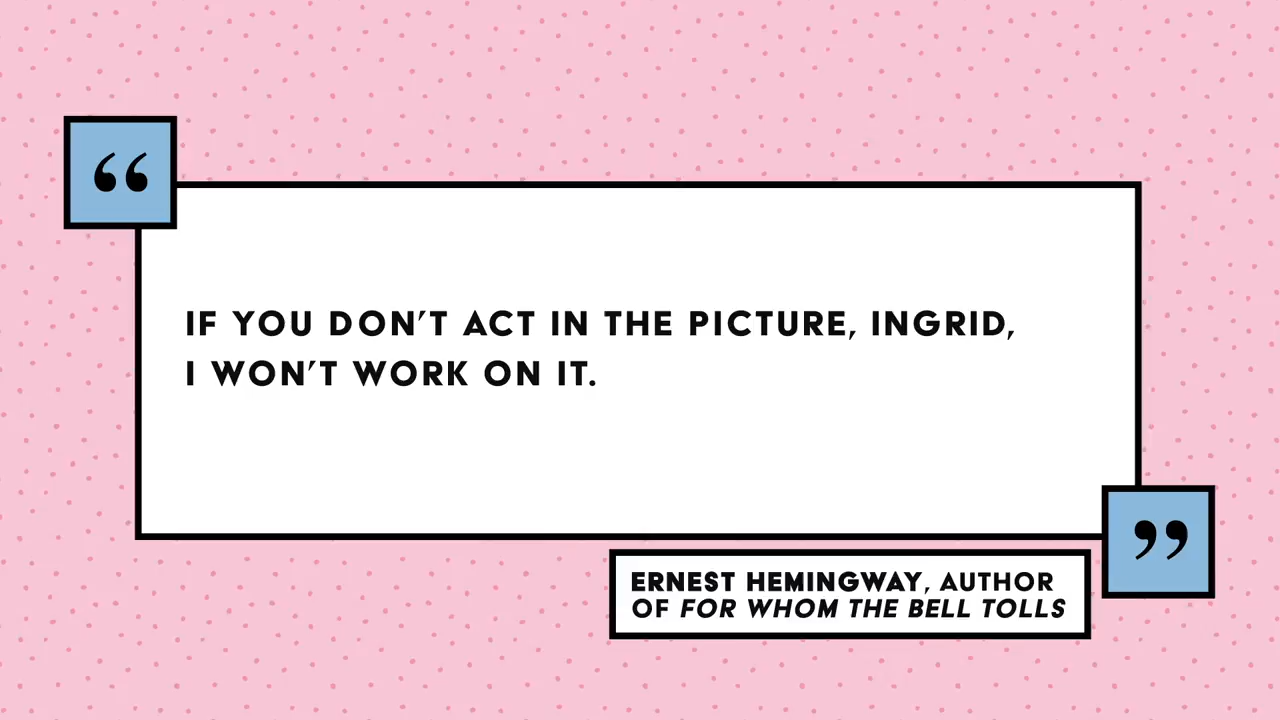 “
IF YOU DON’T ACT IN THE PICTURE, INGRID,
I WON’T WORK ON IT.
”
ERNEST HEMINGWAY, AUTHOR
OF FOR WHOM THE BELL TOLLS